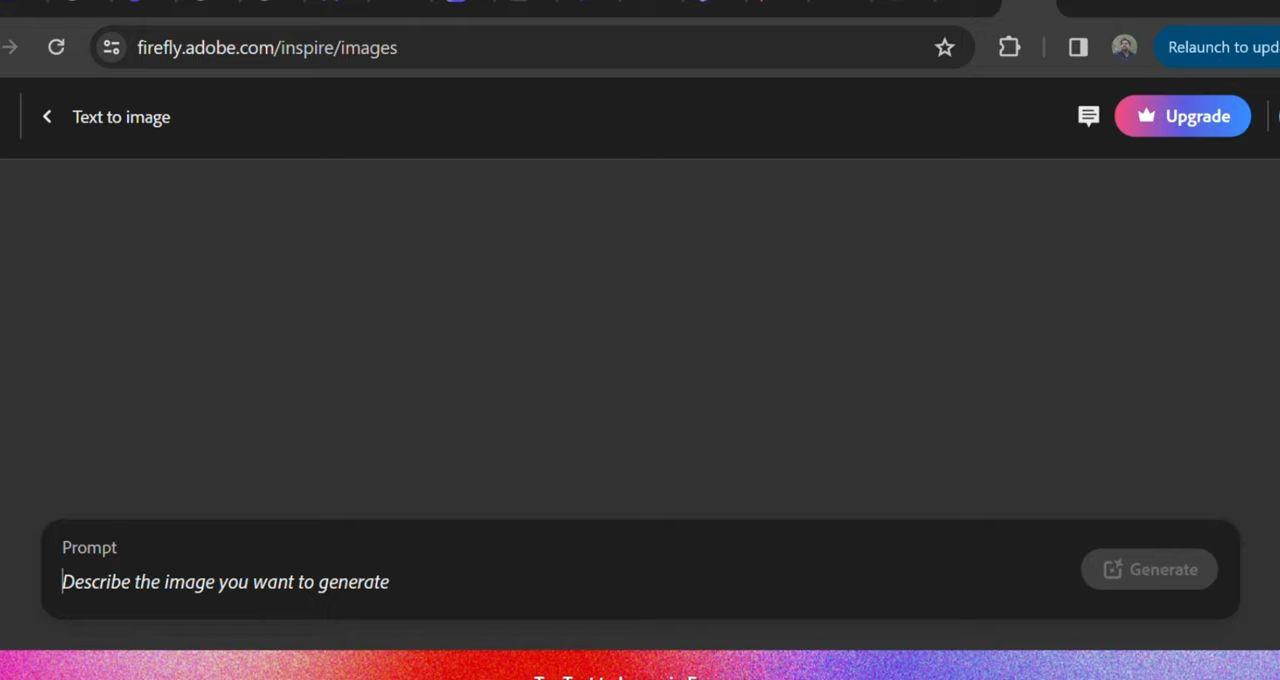 firefly.adobe.com/inspire/images
Relaunch to upd
Text to image
Upgrade
Prompt
Describe the image you want to generate
Generate